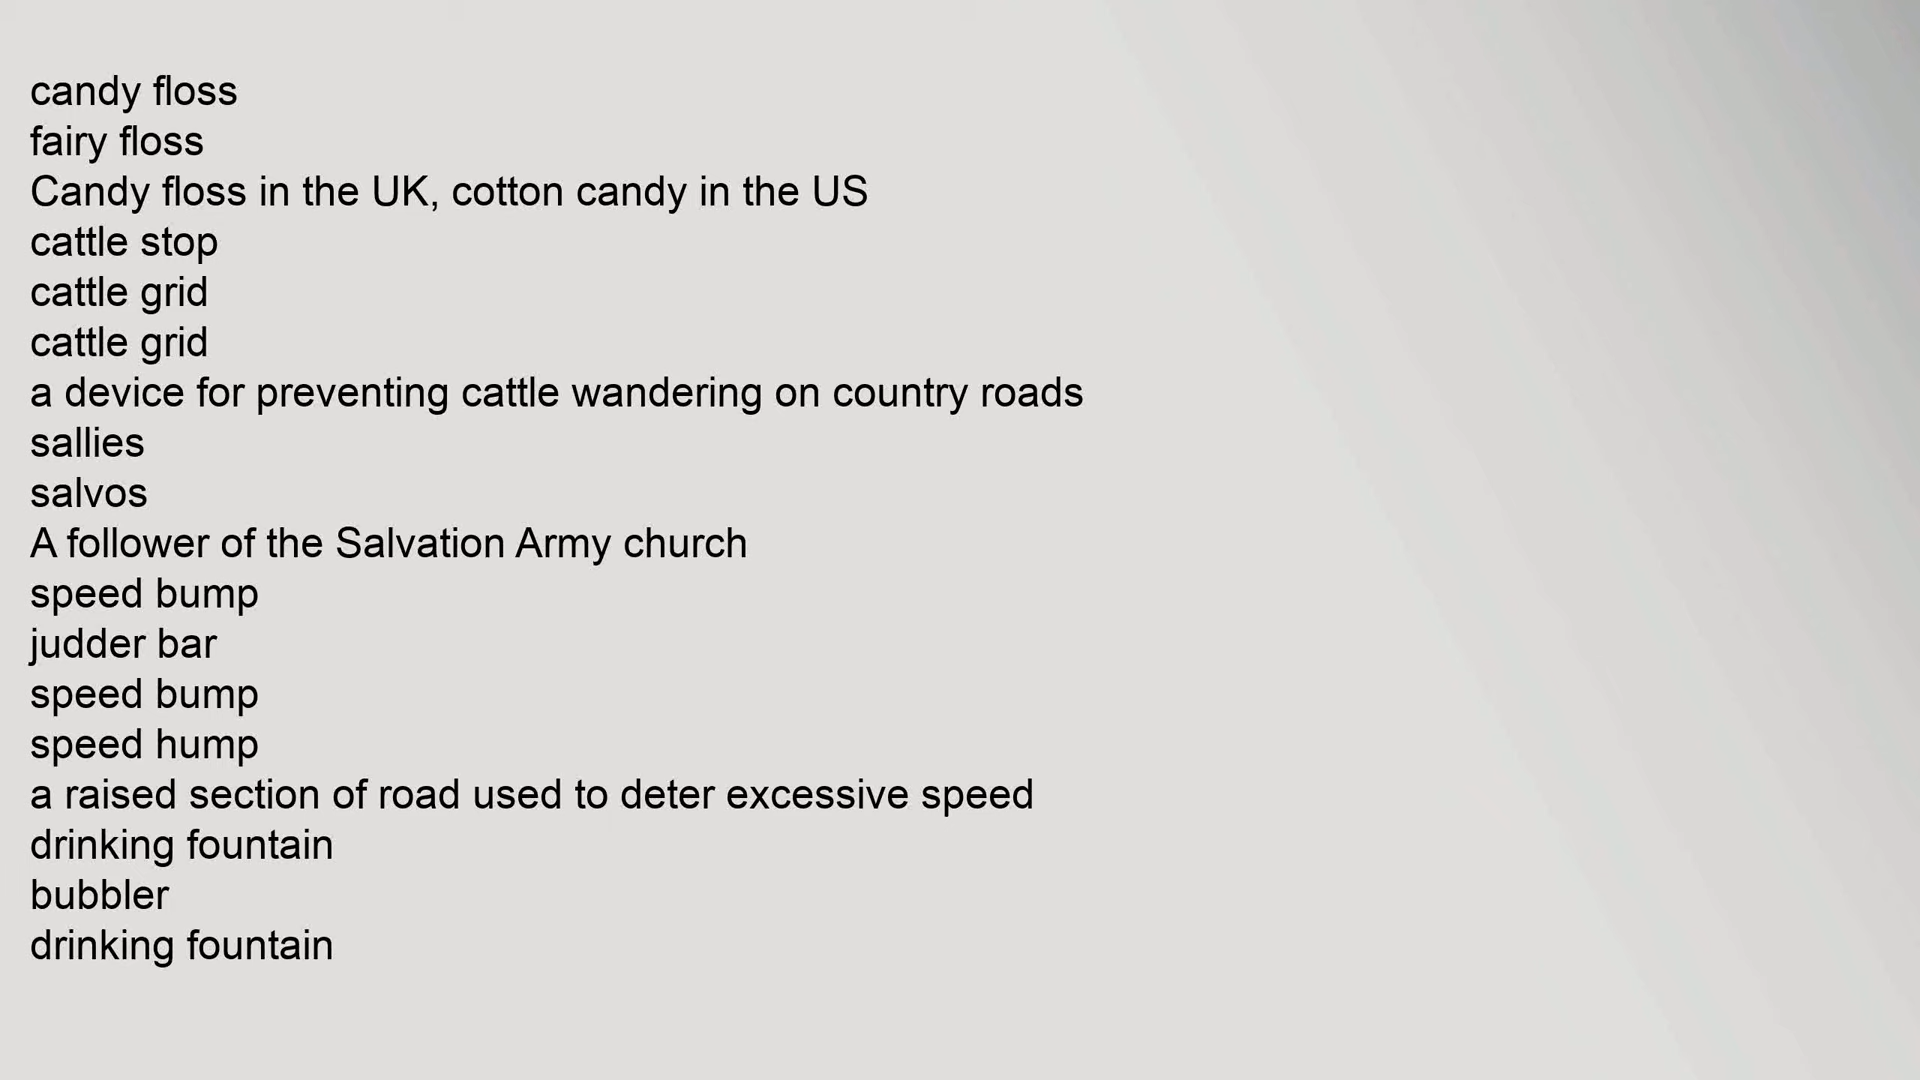 candy floss
fairy floss
Candy floss in the UK, cotton candy in the US
cattle stop
cattle grid
cattle grid
a device for preventing cattle wandering on country roads
sallies
salvos
A follower of the Salvation Army church
speed bump
judder bar
speed bump
speed hump
a raised section of road used to deter excessive speed
drinking fountain
bubbler
drinking fountain